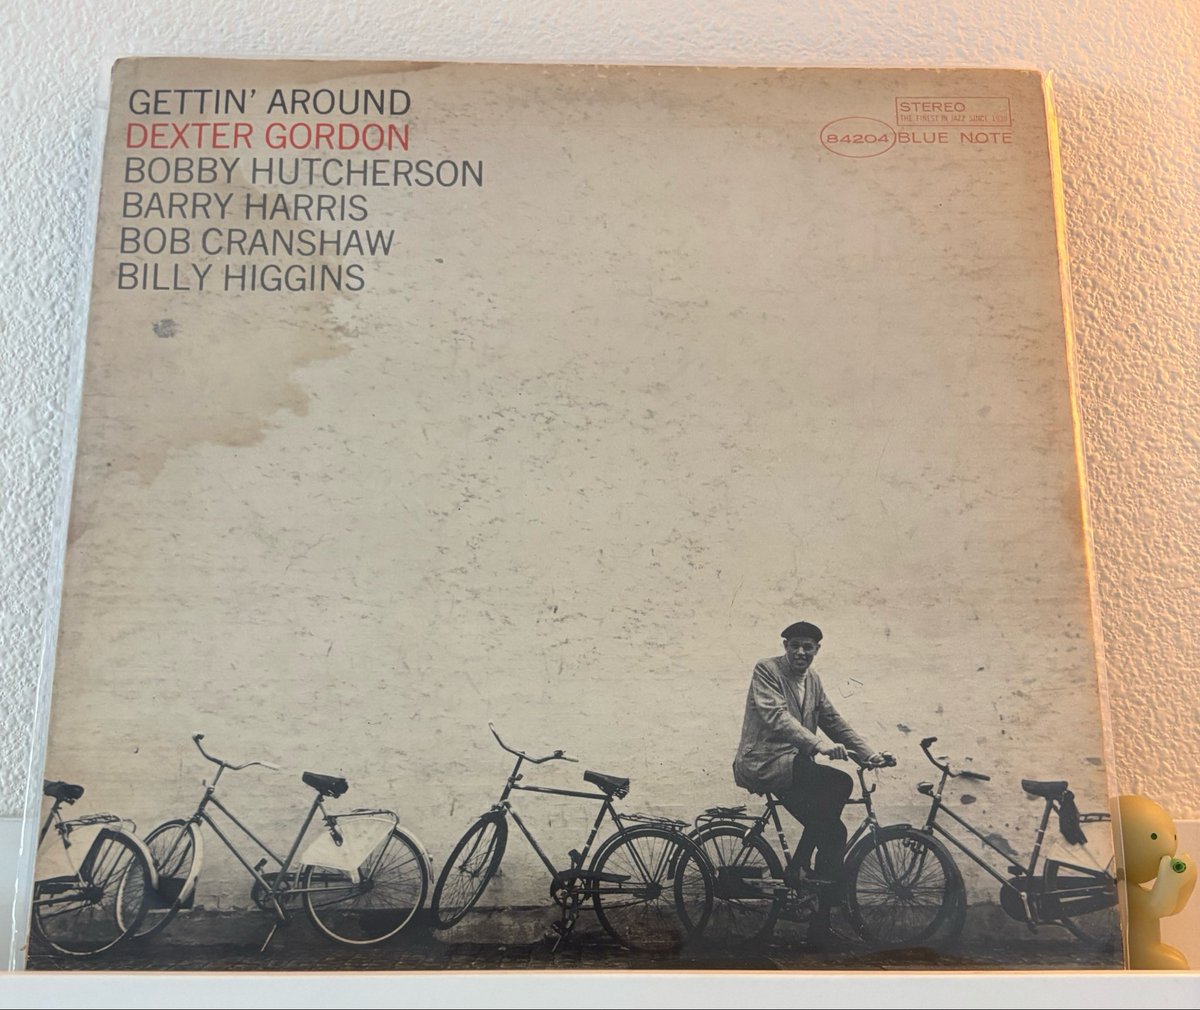 GETTIN' AROUND
DEXTER GORDON
BOBBY HUTCHERSON
BARRY HARRIS
BOB CRANSHAW
BILLY HIGGINS
STEREO
THE FINEST IN JAZZ SINCE 1939
84204 BLUE NOTE